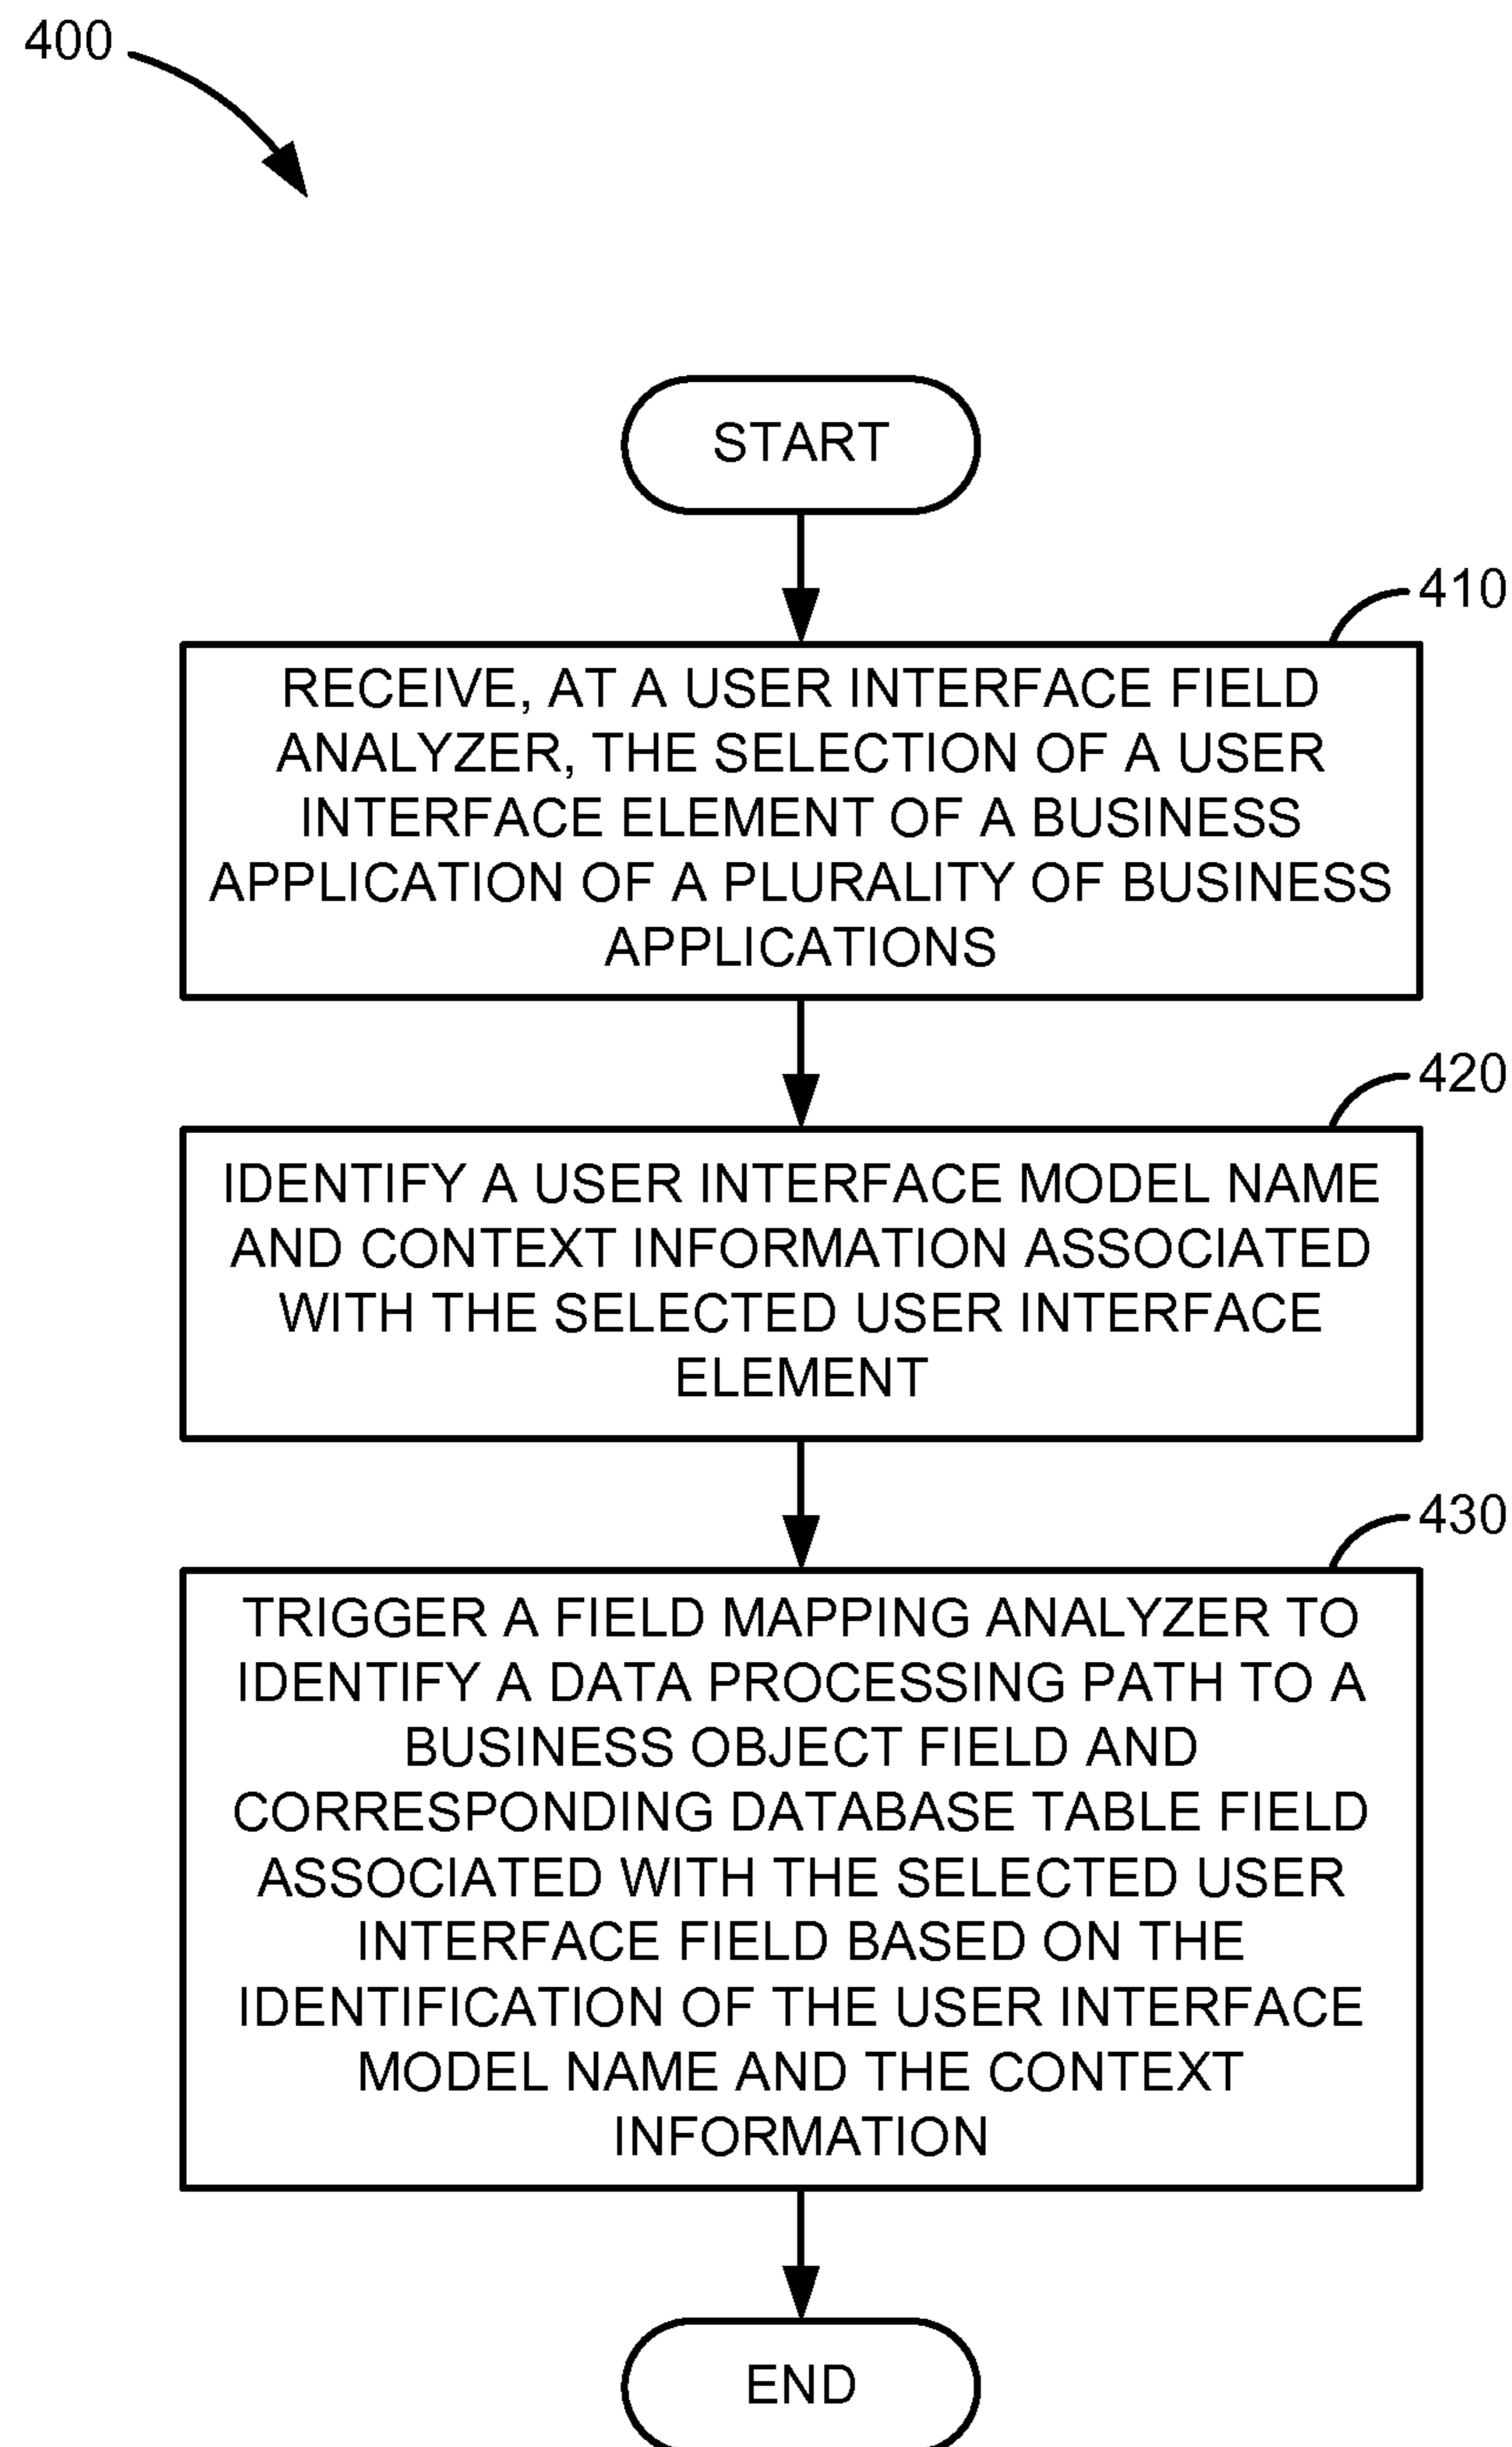 400
START
410
RECEIVE, AT A USER INTERFACE FIELD
ANALYZER, THE SELECTION OF A USER
INTERFACE ELEMENT OF A BUSINESS
APPLICATION OF A PLURALITY OF BUSINESS
APPLICATIONS
420
IDENTIFY A USER INTERFACE MODEL NAME
AND CONTEXT INFORMATION ASSOCIATED
WITH THE SELECTED USER INTERFACE
ELEMENT
430
TRIGGER A FIELD MAPPING ANALYZER TO
IDENTIFY A DATA PROCESSING PATH TO A
BUSINESS OBJECT FIELD AND
CORRESPONDING DATABASE TABLE FIELD
ASSOCIATED WITH THE SELECTED USER
INTERFACE FIELD BASED ON THE
IDENTIFICATION OF THE USER INTERFACE
MODEL NAME AND THE CONTEXT
INFORMATION
END